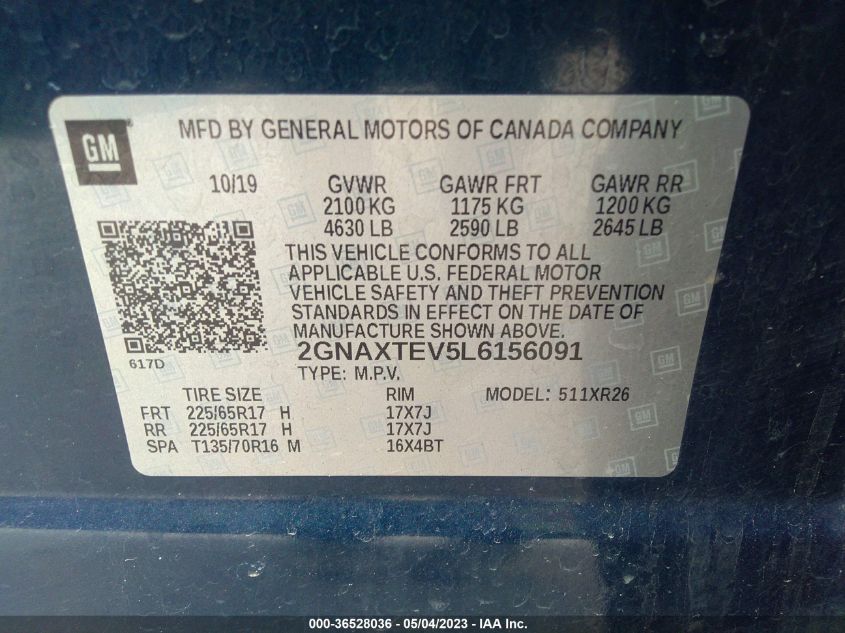 GM
MFD BY GENERAL MOTORS OF CANADA COMPANY
10/19 GVWR GAWR FRT GAWR RR
2100 KG 1175 KG 1200 KG
4630 LB 2590 LB 2645 LB
THIS VEHICLE CONFORMS TO ALL
APPLICABLE U.S. FEDERAL MOTOR
VEHICLE SAFETY AND THEFT PREVENTION
STANDARDS IN EFFECT ON THE DATE OF
MANUFACTURE SHOWN ABOVE.
617D 2GNAXTEV5L6156091
TYPE: M.P.V.
TIRE SIZE RIM MODEL: 511XR26
FRT 225/65R17 H 17X7J
RR 225/65R17 H 17X7J
SPA T135/70R16 M 16X4BT
000-36528036 - 05/04/2023 - IAA Inc.